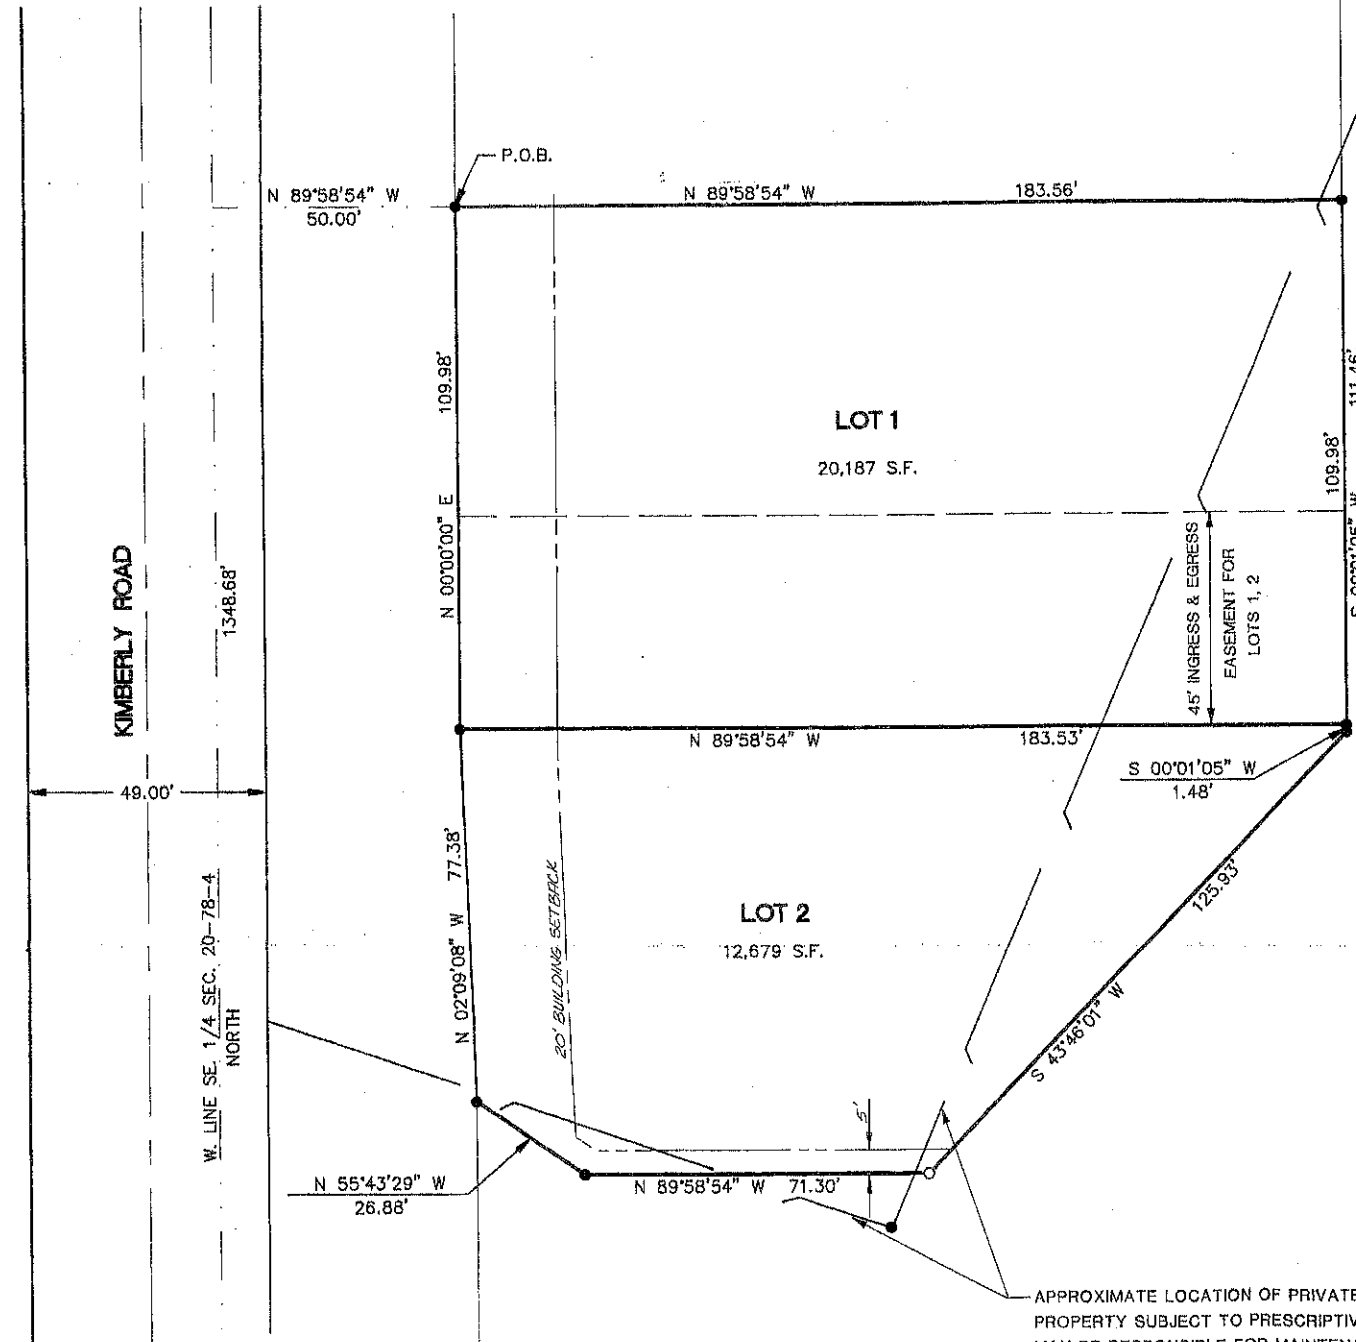 P.O.B.
N 89°58'54" W
50.00'
N 89°58'54" W 183.56'
109.98'
N 00°00'00" E
LOT 1
20,187 S.F.
111.46'
109.98'
45' INGRESS & EGRESS
EASEMENT FOR
LOTS 1, 2
KIMBERLY ROAD
1348.68'
N 89°58'54" W 183.53'
S 00°01'05" W
1.48'
49.00'
N 02°09'08" W 77.38'
20' BUILDING SETBACK
LOT 2
12,679 S.F.
125.93'
S 43°46'01" W
W. LINE SE. 1/4 SEC. 20-78-4
NORTH
5'
N 55°43'29" W
26.88'
N 89°58'54" W 71.30'
APPROXIMATE LOCATION OF PRIVATE
PROPERTY SUBJECT TO PRESCRIPTIV